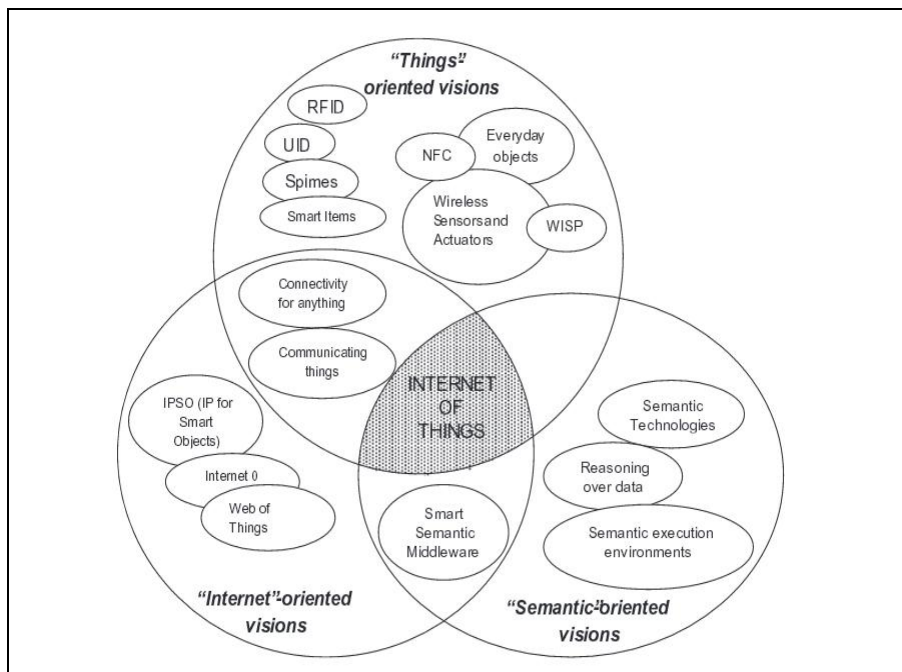 “Things”-
oriented visions
RFID
UID
Spimes
Smart Items
NFC
Everyday
objects
Wireless
Sensorsand
Actuators
WISP
Connectivity
for anything
Communicating
things
INTERNET
OF
THINGS
IPSO (IP for
Smart
Objects)
Internet 0
Web of
Things
Smart
Semantic
Middleware
Semantic
Technologies
Reasoning
over data
Semantic execution
environments
“Internet”-oriented
visions
“Semantic”-oriented
visions